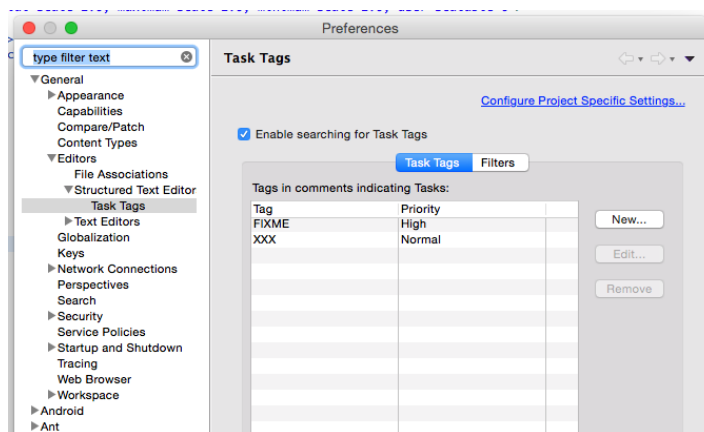 Preferences
type filter text
Task Tags
General
Appearance
Capabilities
Compare/Patch
Content Types
Editors
File Associations
Structured Text Editor
Task Tags
Text Editors
Globalization
Keys
Network Connections
Perspectives
Search
Security
Service Policies
Startup and Shutdown
Tracing
Web Browser
Workspace
Android
Ant
Configure Project Specific Settings...
Enable searching for Task Tags
Task Tags Filters
Tags in comments indicating Tasks:
Tag Priority
FIXME High
XXX Normal
New...
Edit...
Remove